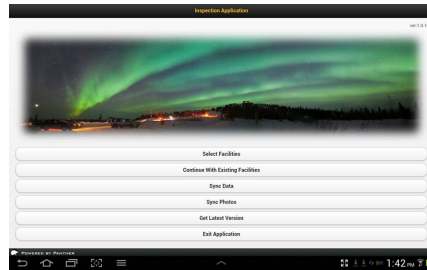 Inspection Application
ver:1.0.1
Select Facilities
Continue With Existing Facilities
Sync Data
Sync Photos
Get Latest Version
Exit Application
POWERED BY PANTHER
1:42 PM